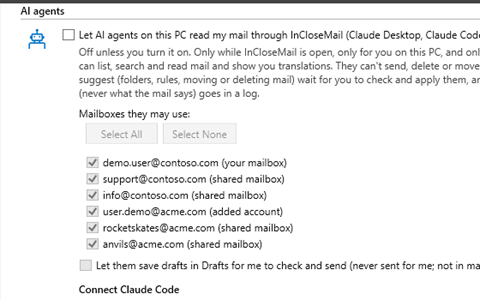 AI agents
Let AI agents on this PC read my mail through InCloseMail (Claude Desktop, Claude Code
Off unless you turn it on. Only while InCloseMail is open, only for you on this PC, and only
can list, search and read mail and show you translations. They can't send, delete or move
suggest (folders, rules, moving or deleting mail) wait for you to check and apply them, an
(never what the mail says) goes in a log.
Mailboxes they may use:
Select All Select None
demo.user@contoso.com (your mailbox)
support@contoso.com (shared mailbox)
info@contoso.com (shared mailbox)
user.demo@acme.com (added account)
rocketskates@acme.com (shared mailbox)
anvils@acme.com (shared mailbox)
Let them save drafts in Drafts for me to check and send (never sent for me; not in ma
Connect Claude Code